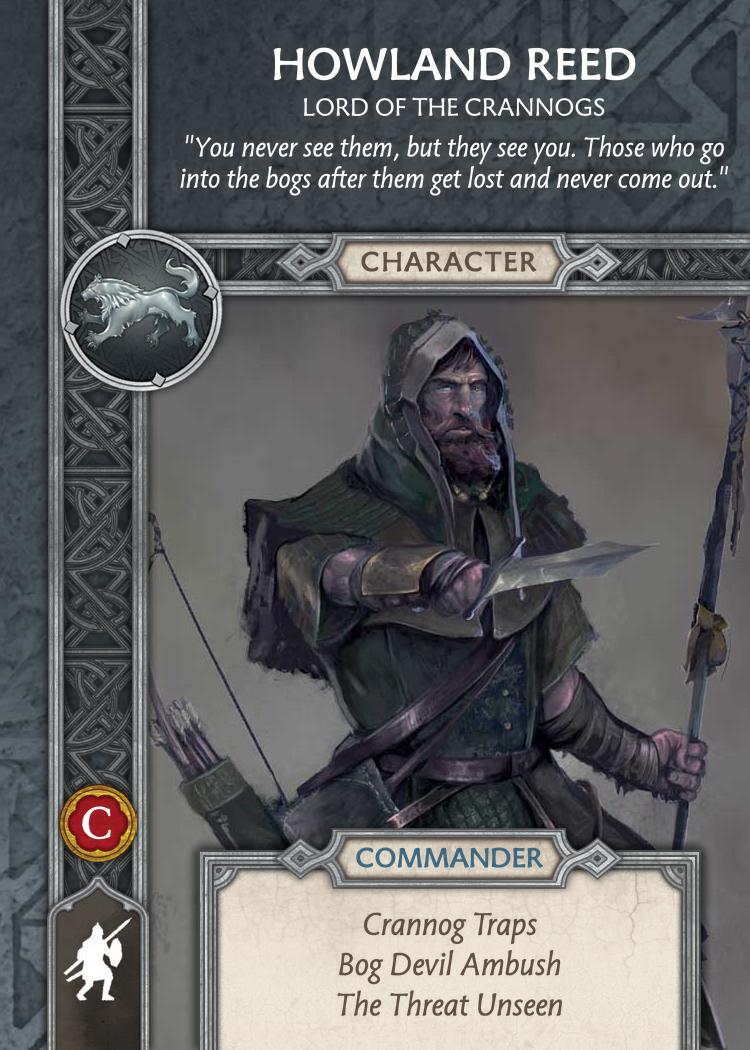 HOWLAND REED
LORD OF THE CRANNOGS
"You never see them, but they see you. Those who go
into the bogs after them get lost and never come out."
CHARACTER
C
COMMANDER
Crannog Traps
Bog Devil Ambush
The Threat Unseen